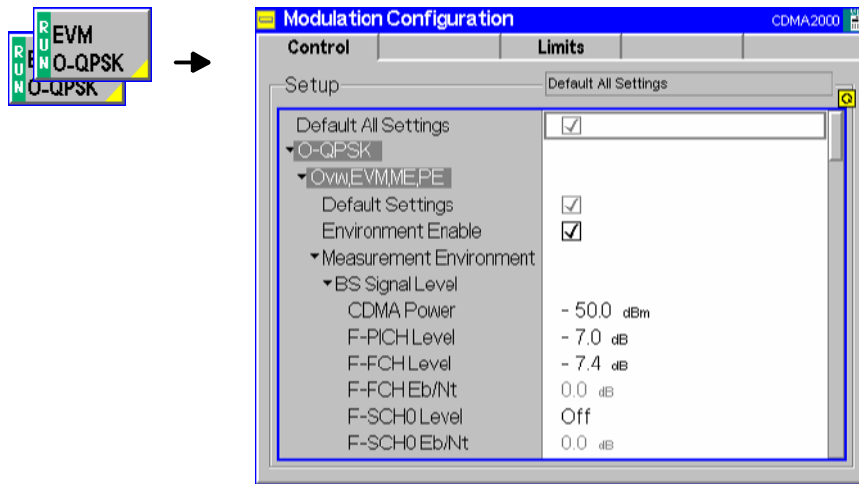 RUN
EVM
O-QPSK
RUN
E
O-QPSK
Modulation Configuration
CDMA2000
Control
Limits
Setup
Default All Settings
Default All Settings
O-QPSK
Ovw,EVM,ME,PE
Default Settings
Environment Enable
Measurement Environment
BS Signal Level
CDMA Power - 50.0 dBm
F-PICH Level - 7.0 dB
F-FCH Level - 7.4 dB
F-FCH Eb/Nt 0.0 dB
F-SCH0 Level Off
F-SCH0 Eb/Nt 0.0 dB